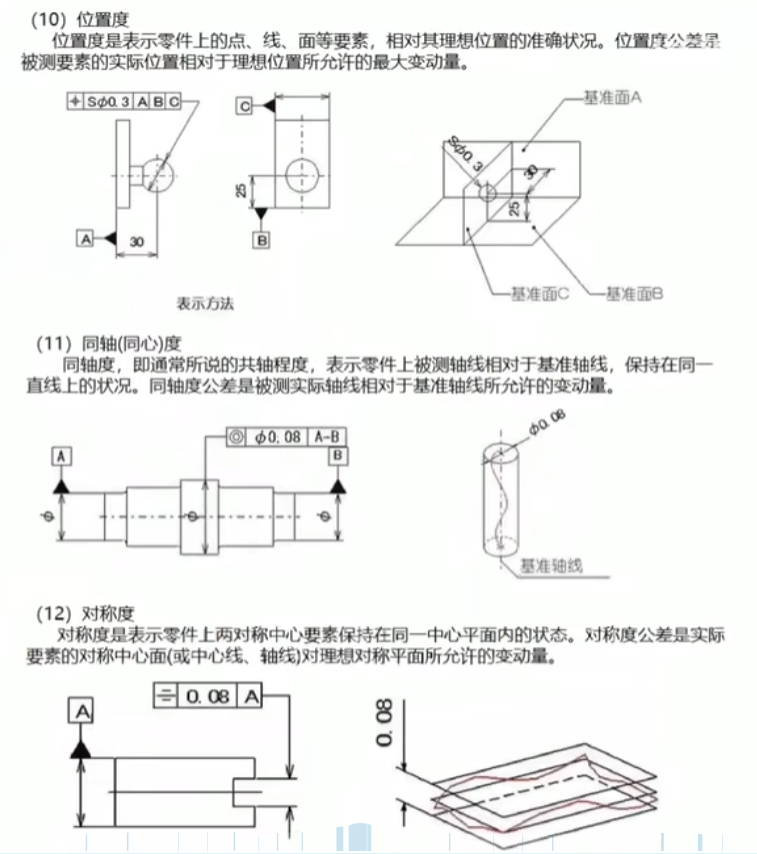 (10) 位置度
位置度是表示零件上的点、线、面等要素，相对其理想位置的准确状况。位置度公差是
被测要素的实际位置相对于理想位置所允许的最大变动量。
⌖ Sϕ0.3 A B C
C
基准面A
Sϕ0.3
30
25
25
A
30
B
基准面C
基准面B
表示方法
(11) 同轴(同心)度
同轴度，即通常所说的共轴程度，表示零件上被测轴线相对于基准轴线，保持在同一
直线上的状况。同轴度公差是被测实际轴线相对于基准轴线所允许的变动量。
ϕ0.08
◎ ϕ0.08 A-B
A
B
ϕ
ϕ
ϕ
基准轴线
(12) 对称度
对称度是表示零件上两对称中心要素保持在同一中心平面内的状态。对称度公差是实际
要素的对称中心面(或中心线、轴线)对理想对称平面所允许的变动量。
⌯ 0.08 A
A
0.08